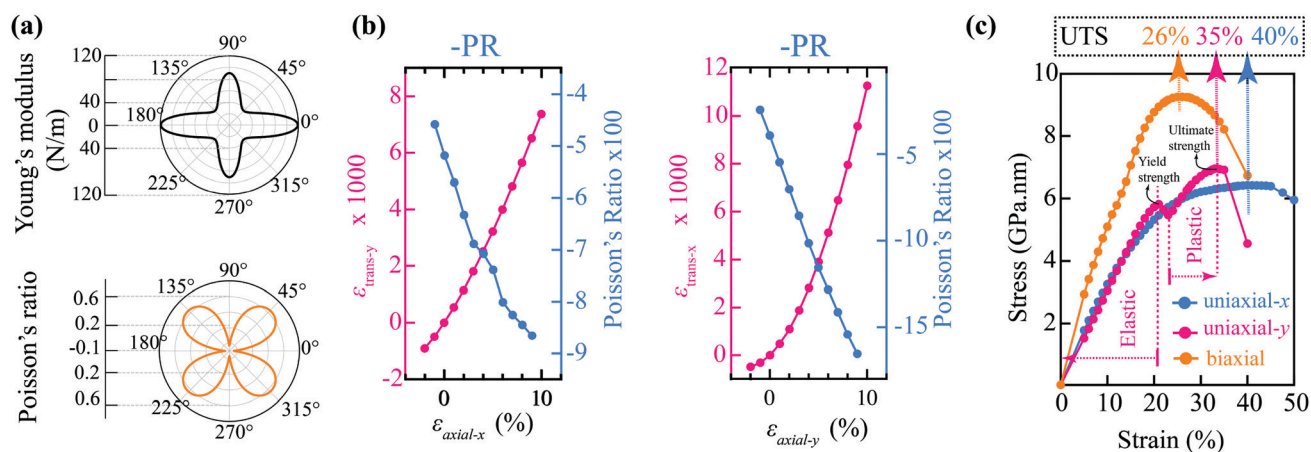 (a)
Young's modulus
(N/m)
120
80
40
0
40
120
90°
135°
45°
180°
0°
225°
315°
270°
Poisson's ratio
0.6
0.2
-0.1
0.2
0.6
90°
135°
45°
180°
0°
225°
315°
270°
(b)
-PR
εtrans-y x 1000
8
6
4
2
0
-2
Poisson's Ratio x100
-4
-5
-6
-7
-8
-9
0
10
εaxial-x (%)
-PR
εtrans-x x 1000
12
10
8
6
4
2
0
Poisson's Ratio x100
-5
-10
-15
0
10
εaxial-y (%)
(c)
UTS 26% 35% 40%
Stress (GPa.nm)
10
8
6
4
2
0
10
20
30
40
50
Strain (%)
Ultimate
strength
Yield
strength
Elastic
Plastic
uniaxial-x
uniaxial-y
biaxial